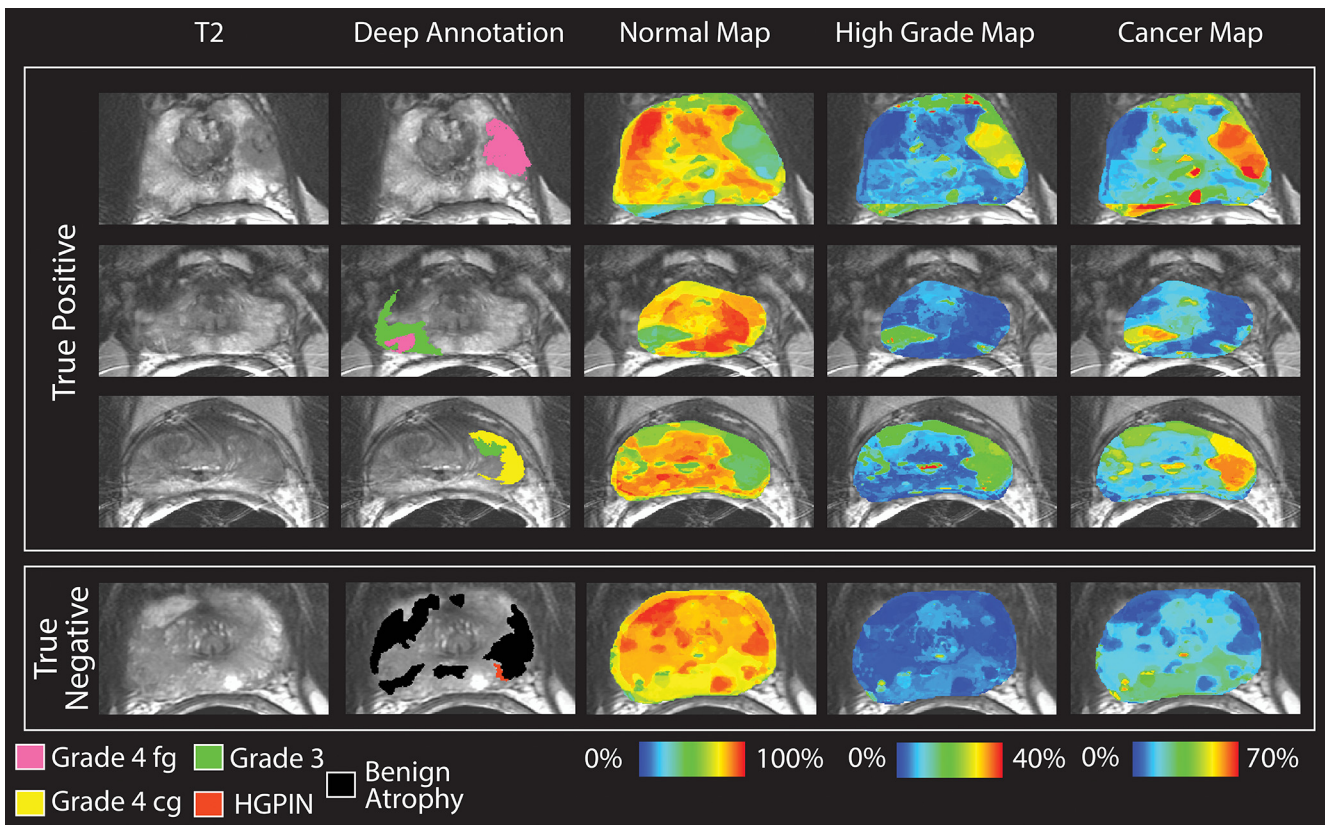 T2 Deep Annotation Normal Map High Grade Map Cancer Map
True Positive
True
Negative
Grade 4 fg Grade 3 Benign
Atrophy
Grade 4 cg HGPIN
0% 100% 0% 40% 0% 70%